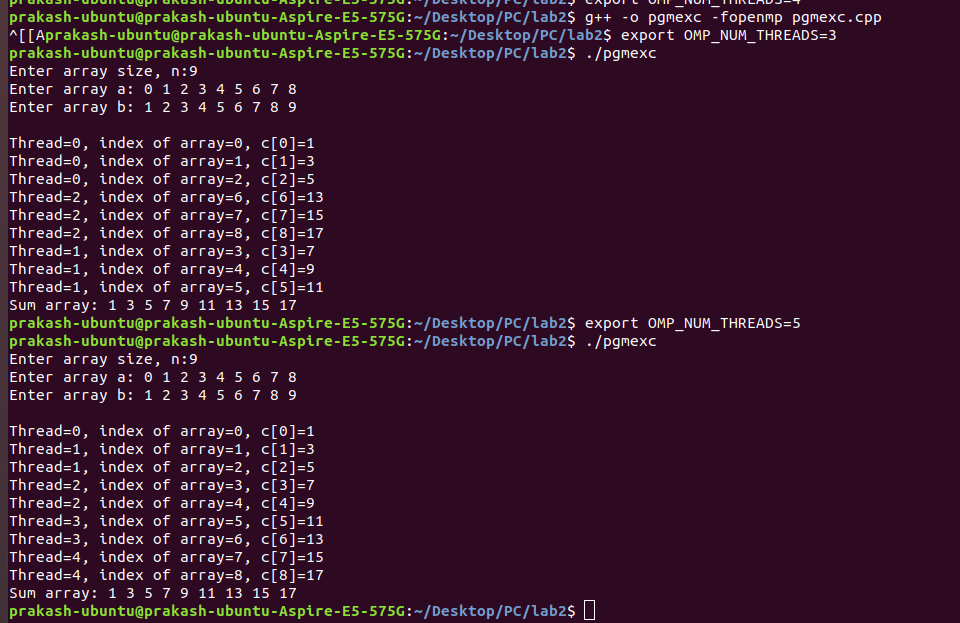 prakash-ubuntu@prakash-ubuntu-Aspire-E5-575G:~/Desktop/PC/lab2$ export OMP_NUM_THREADS=4
prakash-ubuntu@prakash-ubuntu-Aspire-E5-575G:~/Desktop/PC/lab2$ g++ -o pgmexc -fopenmp pgmexc.cpp
^[[Aprakash-ubuntu@prakash-ubuntu-Aspire-E5-575G:~/Desktop/PC/lab2$ export OMP_NUM_THREADS=3
prakash-ubuntu@prakash-ubuntu-Aspire-E5-575G:~/Desktop/PC/lab2$ ./pgmexc
Enter array size, n:9
Enter array a: 0 1 2 3 4 5 6 7 8
Enter array b: 1 2 3 4 5 6 7 8 9

Thread=0, index of array=0, c[0]=1
Thread=0, index of array=1, c[1]=3
Thread=0, index of array=2, c[2]=5
Thread=2, index of array=6, c[6]=13
Thread=2, index of array=7, c[7]=15
Thread=2, index of array=8, c[8]=17
Thread=1, index of array=3, c[3]=7
Thread=1, index of array=4, c[4]=9
Thread=1, index of array=5, c[5]=11
Sum array: 1 3 5 7 9 11 13 15 17
prakash-ubuntu@prakash-ubuntu-Aspire-E5-575G:~/Desktop/PC/lab2$ export OMP_NUM_THREADS=5
prakash-ubuntu@prakash-ubuntu-Aspire-E5-575G:~/Desktop/PC/lab2$ ./pgmexc
Enter array size, n:9
Enter array a: 0 1 2 3 4 5 6 7 8
Enter array b: 1 2 3 4 5 6 7 8 9

Thread=0, index of array=0, c[0]=1
Thread=1, index of array=1, c[1]=3
Thread=1, index of array=2, c[2]=5
Thread=2, index of array=3, c[3]=7
Thread=2, index of array=4, c[4]=9
Thread=3, index of array=5, c[5]=11
Thread=3, index of array=6, c[6]=13
Thread=4, index of array=7, c[7]=15
Thread=4, index of array=8, c[8]=17
Sum array: 1 3 5 7 9 11 13 15 17
prakash-ubuntu@prakash-ubuntu-Aspire-E5-575G:~/Desktop/PC/lab2$